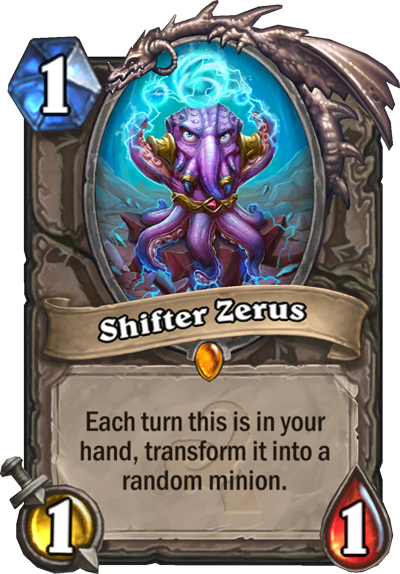 1
Shifter Zerus
Each turn this is in your
hand, transform it into a
random minion.
1
1